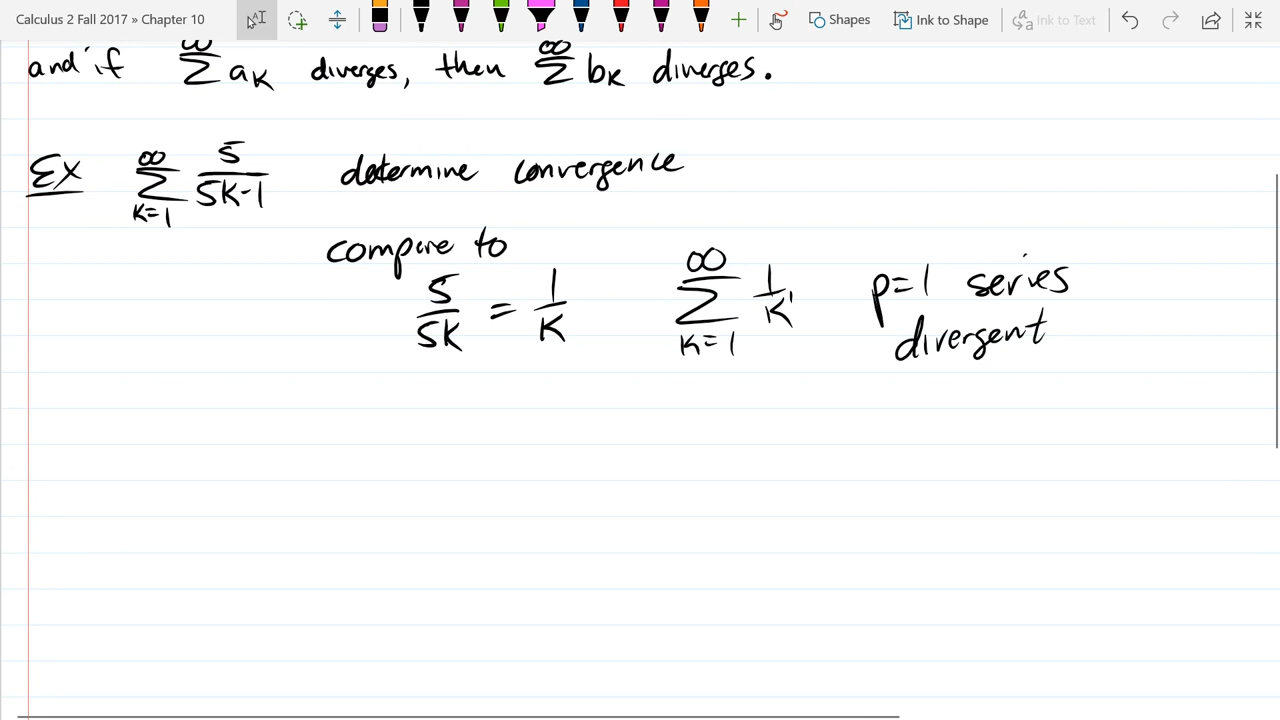 Calculus 2 Fall 2017 » Chapter 10
Shapes
Ink to Shape
Ink to Text
and if ∞ Σ aₖ diverges, then ∞ Σ bₖ diverges.
Ex ∞ Σ k=1 5/(5k-1) determine convergence
compare to
5/5k = 1/k ∞ Σ k=1 1/k¹ p=1 series
divergent